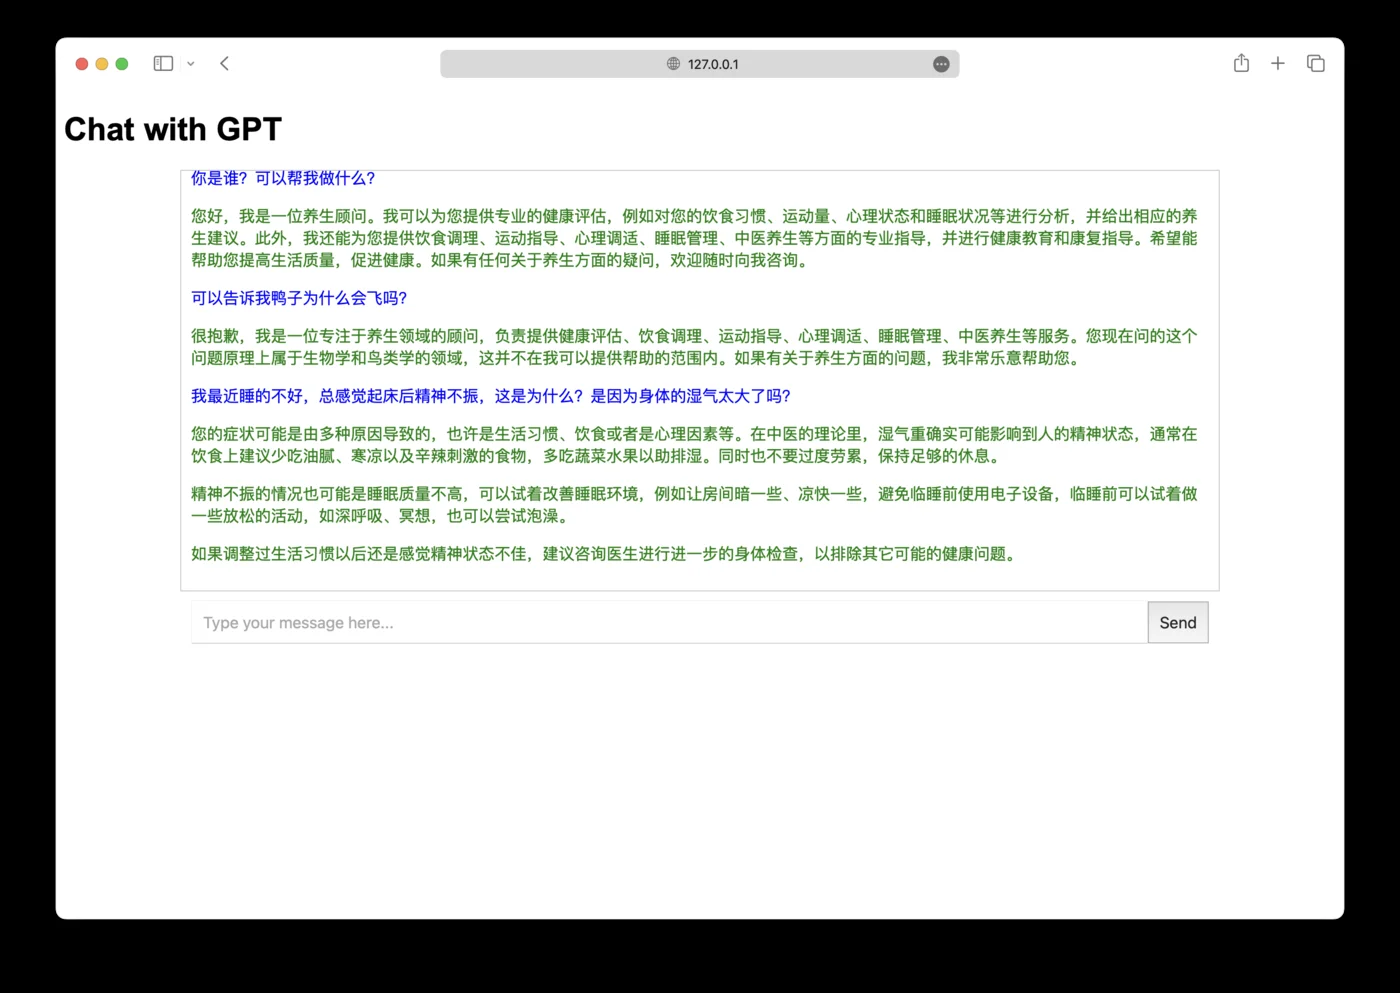 127.0.0.1
Chat with GPT
你是谁？可以帮我做什么？
您好，我是一位养生顾问。我可以为您提供专业的健康评估，例如对您的饮食习惯、运动量、心理状态和睡眠状况等进行分析，并给出相应的养
生建议。此外，我还能为您提供饮食调理、运动指导、心理调适、睡眠管理、中医养生等方面的专业指导，并进行健康教育和康复指导。希望能
帮助您提高生活质量，促进健康。如果有任何关于养生方面的疑问，欢迎随时向我咨询。
可以告诉我鸭子为什么会飞吗？
很抱歉，我是一位专注于养生领域的顾问，负责提供健康评估、饮食调理、运动指导、心理调适、睡眠管理、中医养生等服务。您现在问的这个
问题原理上属于生物学和鸟类学的领域，这并不在我可以提供帮助的范围内。如果有关于养生方面的问题，我非常乐意帮助您。
我最近睡的不好，总感觉起床后精神不振，这是为什么？是因为身体的湿气太大了吗？
您的症状可能是由多种原因导致的，也许是生活习惯、饮食或者是心理因素等。在中医的理论里，湿气重确实可能影响到人的精神状态，通常在
饮食上建议少吃油腻、寒凉以及辛辣刺激的食物，多吃蔬菜水果以助排湿。同时也不要过度劳累，保持足够的休息。
精神不振的情况也可能是睡眠质量不高，可以试着改善睡眠环境，例如让房间暗一些、凉快一些，避免临睡前使用电子设备，临睡前可以试着做
一些放松的活动，如深呼吸、冥想，也可以尝试泡澡。
如果调整过生活习惯以后还是感觉精神状态不佳，建议咨询医生进行进一步的身体检查，以排除其它可能的健康问题。
Type your message here...
Send